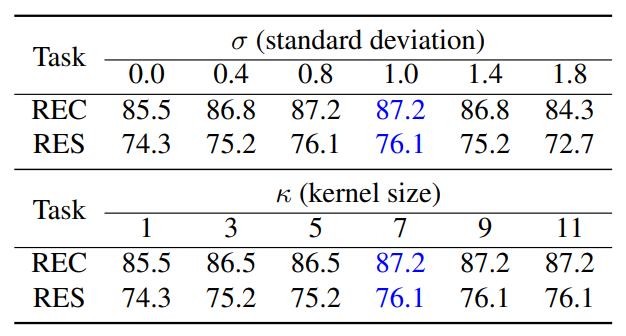 Task σ (standard deviation)
0.0 0.4 0.8 1.0 1.4 1.8
REC 85.5 86.8 87.2 87.2 86.8 84.3
RES 74.3 75.2 76.1 76.1 75.2 72.7
Task κ (kernel size)
1 3 5 7 9 11
REC 85.5 86.5 86.5 87.2 87.2 87.2
RES 74.3 75.2 75.2 76.1 76.1 76.1